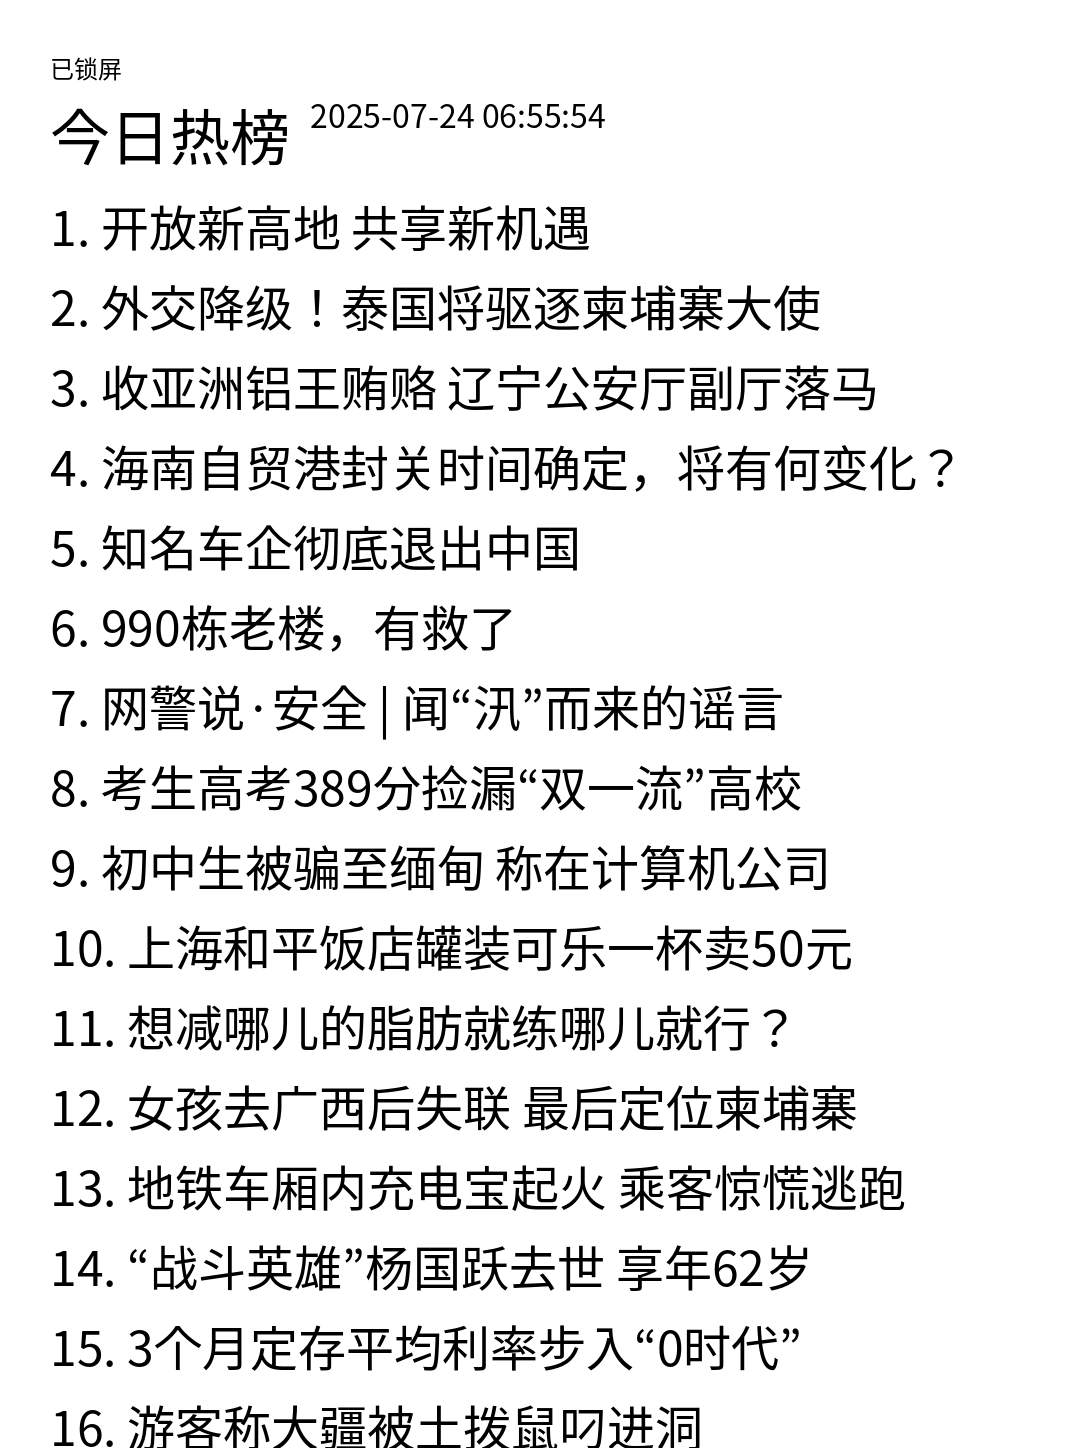 已锁屏
今日热榜 2025-07-24 06:55:54
1. 开放新高地 共享新机遇
2. 外交降级！泰国将驱逐柬埔寨大使
3. 收亚洲铝王贿赂 辽宁公安厅副厅落马
4. 海南自贸港封关时间确定，将有何变化？
5. 知名车企彻底退出中国
6. 990栋老楼，有救了
7. 网警说·安全 | 闻“汛”而来的谣言
8. 考生高考389分捡漏“双一流”高校
9. 初中生被骗至缅甸 称在计算机公司
10. 上海和平饭店罐装可乐一杯卖50元
11. 想减哪儿的脂肪就练哪儿就行？
12. 女孩去广西后失联 最后定位柬埔寨
13. 地铁车厢内充电宝起火 乘客惊慌逃跑
14. “战斗英雄”杨国跃去世 享年62岁
15. 3个月定存平均利率步入“0时代”
16. 游客称大疆被土拨鼠叼进洞